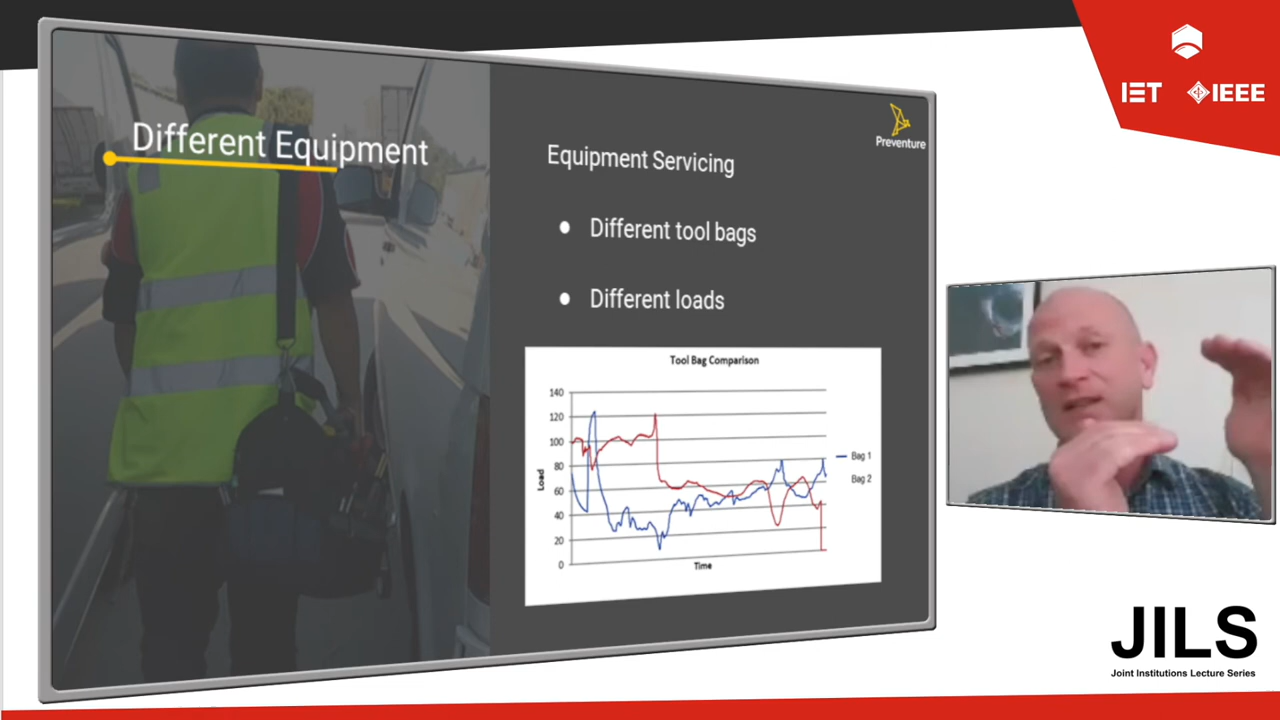 Different Equipment
Preventure
Equipment Servicing
• Different tool bags
• Different loads
Tool Bag Comparison
140
120
100
80
60
40
20
0
Load
Time
Bag 1
Bag 2
IET
IEEE
JILS
Joint Institutions Lecture Series